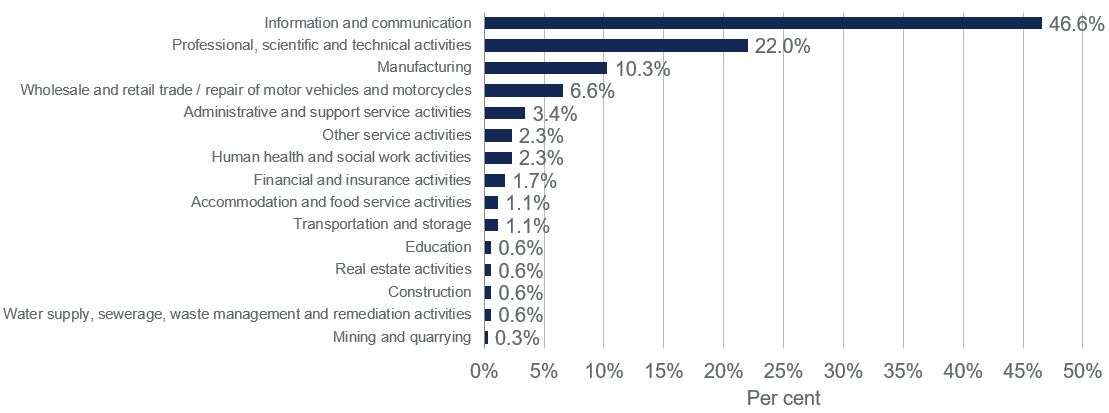 Information and communication 46.6%
Professional, scientific and technical activities 22.0%
Manufacturing 10.3%
Wholesale and retail trade / repair of motor vehicles and motorcycles 6.6%
Administrative and support service activities 3.4%
Other service activities 2.3%
Human health and social work activities 2.3%
Financial and insurance activities 1.7%
Accommodation and food service activities 1.1%
Transportation and storage 1.1%
Education 0.6%
Real estate activities 0.6%
Construction 0.6%
Water supply, sewerage, waste management and remediation activities 0.6%
Mining and quarrying 0.3%
0% 5% 10% 15% 20% 25% 30% 35% 40% 45% 50%
Per cent